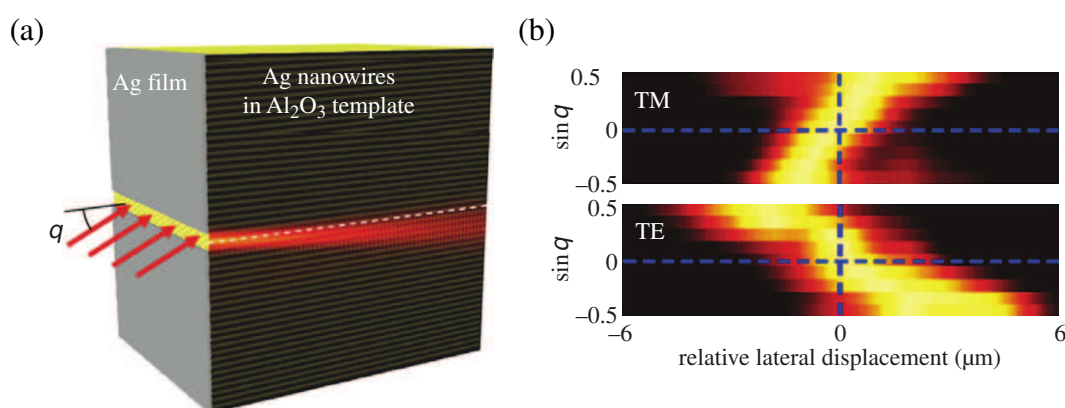 (a)
Ag film
Ag nanowires
in Al₂O₃ template
q
(b)
0.5
0
–0.5
sin q
TM
0.5
0
–0.5
sin q
TE
–6
0
6
relative lateral displacement (µm)